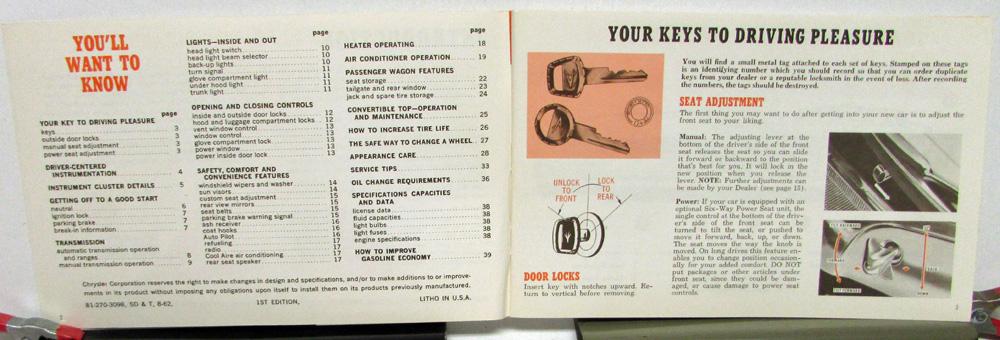 YOU'LL
WANT TO
KNOW
page
YOUR KEY TO DRIVING PLEASURE
keys 3
outside door locks 3
manual seat adjustment 3
power seat adjustment 3
DRIVER-CENTERED
INSTRUMENTATION 4
INSTRUMENT CLUSTER DETAILS 5
GETTING OFF TO A GOOD START
neutral 6
ignition lock 7
parking brake 7
break-in information 7
TRANSMISSION
automatic transmission operation
and ranges 8
manual transmission operation 9
page
LIGHTS—INSIDE AND OUT
head light switch 10
head light beam selector 10
back-up lights 10
turn signal 11
glove compartment light 11
under hood light 11
trunk light 11
OPENING AND CLOSING CONTROLS
inside and outside door locks 12
hood and luggage compartment locks 12
vent window control 13
window control 13
glove compartment lock 13
power window 13
power inside door lock 13
SAFETY, COMFORT AND
CONVENIENCE FEATURES
windshield wipers and washer 14
sun visors 14
custom seat adjustment 15
rear view mirrors 15
seat belts 15
parking brake warning signal 15
ash receiver 16
coat hooks 16
Auto Pilot 16
refueling 17
radio 17
Cool Aire air conditioning 17
rear seat speaker 17
page
HEATER OPERATING 18
AIR CONDITIONER OPERATION 19
PASSENGER WAGON FEATURES
seat storage 22
tailgate and rear window 23
jack and spare tire storage 24
CONVERTIBLE TOP—OPERATION
AND MAINTENANCE 25
HOW TO INCREASE TIRE LIFE 26
THE SAFE WAY TO CHANGE A WHEEL 27
APPEARANCE CARE 28
SERVICE TIPS 33
OIL CHANGE REQUIREMENTS 36
SPECIFICATIONS CAPACITIES
AND DATA
license data 38
fluid capacities 38
light bulbs 38
light fuses 38
engine specifications 38
HOW TO IMPROVE
GASOLINE ECONOMY 39
Chrysler Corporation reserves the right to make changes in design and specifications, and/or to make additions to or improve-
ments in its product without imposing any obligations upon itself to install them on its products previously manufactured.
81-270-3098, SD & T, 8-62, 1ST EDITION, LITHO IN U.S.A.
2
YOUR KEYS TO DRIVING PLEASURE
You will find a small metal tag attached to each set of keys. Stamped on these tags
is an identifying number which you should record so that you can order duplicate
keys from your dealer or a reputable locksmith in the event of loss. After recording
the numbers, the tags should be destroyed.
SEAT ADJUSTMENT
The first thing you may want to do after getting into your new car is to adjust the
front seat to your liking.
Manual: The adjusting lever at the
bottom of the driver's side of the front
seat releases the seat so you can slide
it forward or backward to the position
that's best for you. It will lock in the
new position when you release the
lever. NOTE: Further adjustments can
be made by your Dealer (see page 15).
Power: If your car is equipped with an
optional Six-Way Power Seat unit, the
single control at the bottom of the driv-
er's side of the front seat can be
turned to tilt the seat, or pushed to
move it forward, back, up, or down.
The seat moves the way the knob is
moved. On long drives this feature en-
ables you to change position occasion-
ally for your added comfort. DO NOT
put packages or other articles under
front seat, since they could be dam-
aged, or cause damage to power seat
controls.
UNLOCK
TO
FRONT
LOCK
TO
REAR
DOOR LOCKS
Insert key with notches upward. Re-
turn to vertical before removing.
3